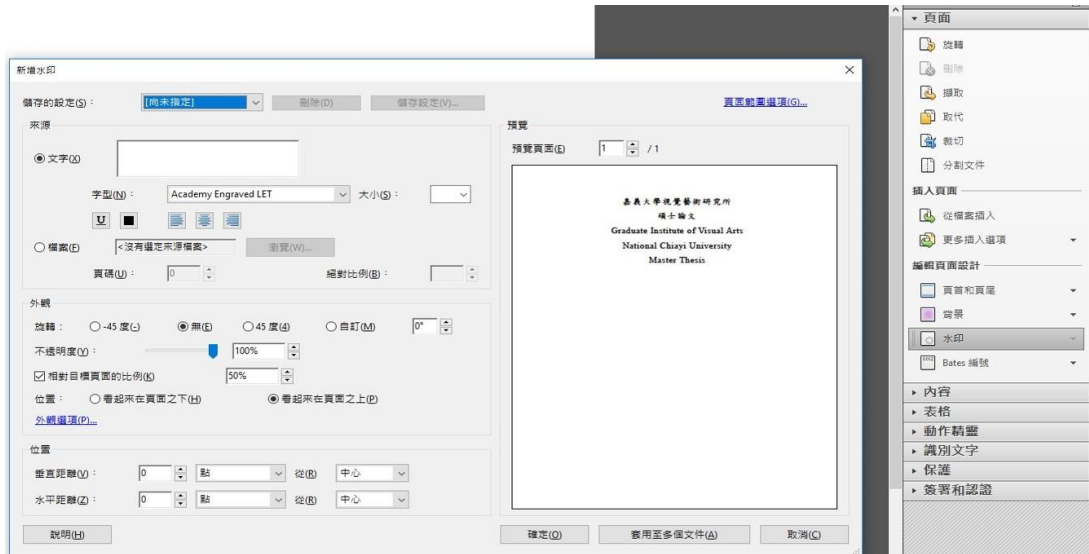 新增水印
儲存的設定(S)：
[尚未指定]
刪除(D)
儲存設定(V)...
頁面範圍選項(G)...
來源
文字(X)
字型(N)：
Academy Engraved LET
大小(S)：
U
檔案(F)
<沒有選定來源檔案>
瀏覽(W)...
頁碼(U)：
0
絕對比例(B)：
外觀
旋轉：
-45 度(-)
無(E)
45 度(4)
自訂(M)
0°
不透明度(Y)：
100%
相對目標頁面的比例(K)
50%
位置：
看起來在頁面之下(H)
看起來在頁面之上(P)
外觀選項(P)...
位置
垂直距離(V)：
0
點
從(R)
中心
水平距離(Z)：
0
點
從(R)
中心
說明(H)
預覽
預覽頁面(E)
1
/ 1
嘉義大學視覺藝術研究所
碩士論文
Graduate Institute of Visual Arts
National Chiayi University
Master Thesis
確定(O)
套用至多個文件(A)
取消(C)
頁面
旋轉
刪除
擷取
取代
裁切
分割文件
插入頁面
從檔案插入
更多插入選項
編輯頁面設計
頁首和頁尾
背景
水印
Bates 編號
內容
表格
動作精靈
識別文字
保護
簽署和認證